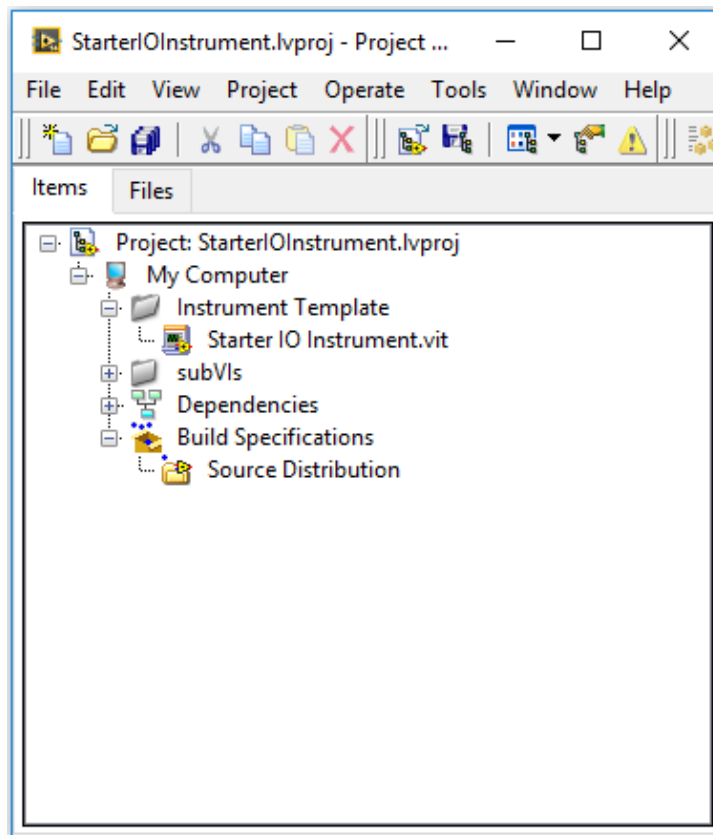 StarterIOInstrument.lvproj - Project ...
File Edit View Project Operate Tools Window Help
Items Files
Project: StarterIOInstrument.lvproj
My Computer
Instrument Template
Starter IO Instrument.vit
subVIs
Dependencies
Build Specifications
Source Distribution